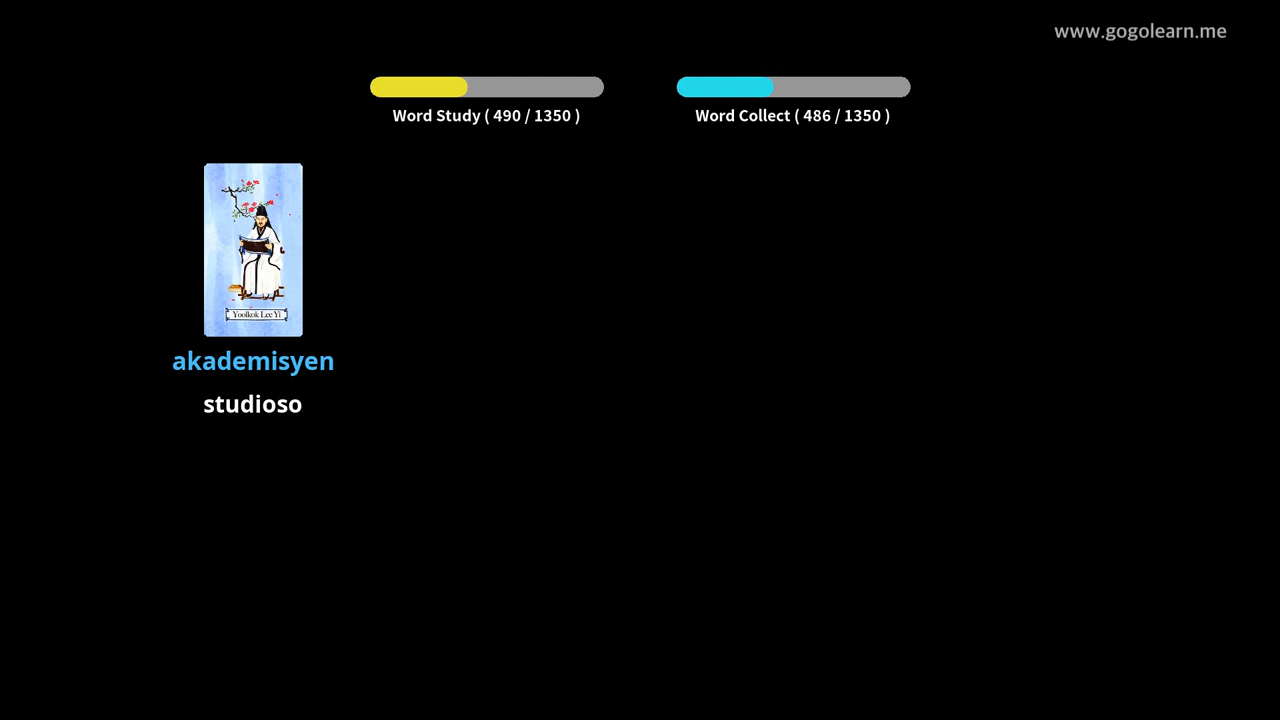 www.gogolearn.me
Word Study ( 490 / 1350 )
Word Collect ( 486 / 1350 )
Yoolkok Lee Yi
akademisyen
studioso